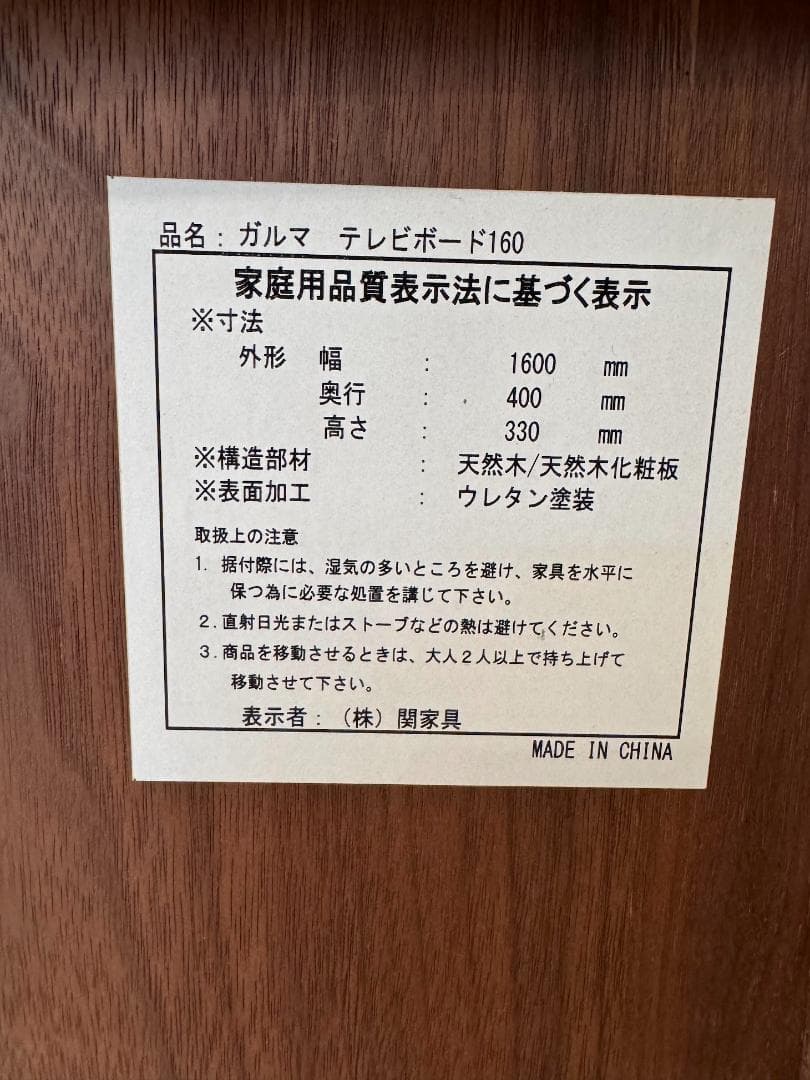 品名：ガルマ　テレビボード160
家庭用品質表示法に基づく表示
※寸法
外形　幅　：　1600　mm
奥行　：　400　mm
高さ　：　330　mm
※構造部材　：　天然木/天然木化粧板
※表面加工　：　ウレタン塗装
取扱上の注意
1. 据付際には、湿気の多いところを避け、家具を水平に
保つ為に必要な処置を講じて下さい。
2. 直射日光またはストーブなどの熱は避けてください。
3. 商品を移動させるときは、大人2人以上で持ち上げて
移動させて下さい。
表示者：（株）関家具
MADE IN CHINA